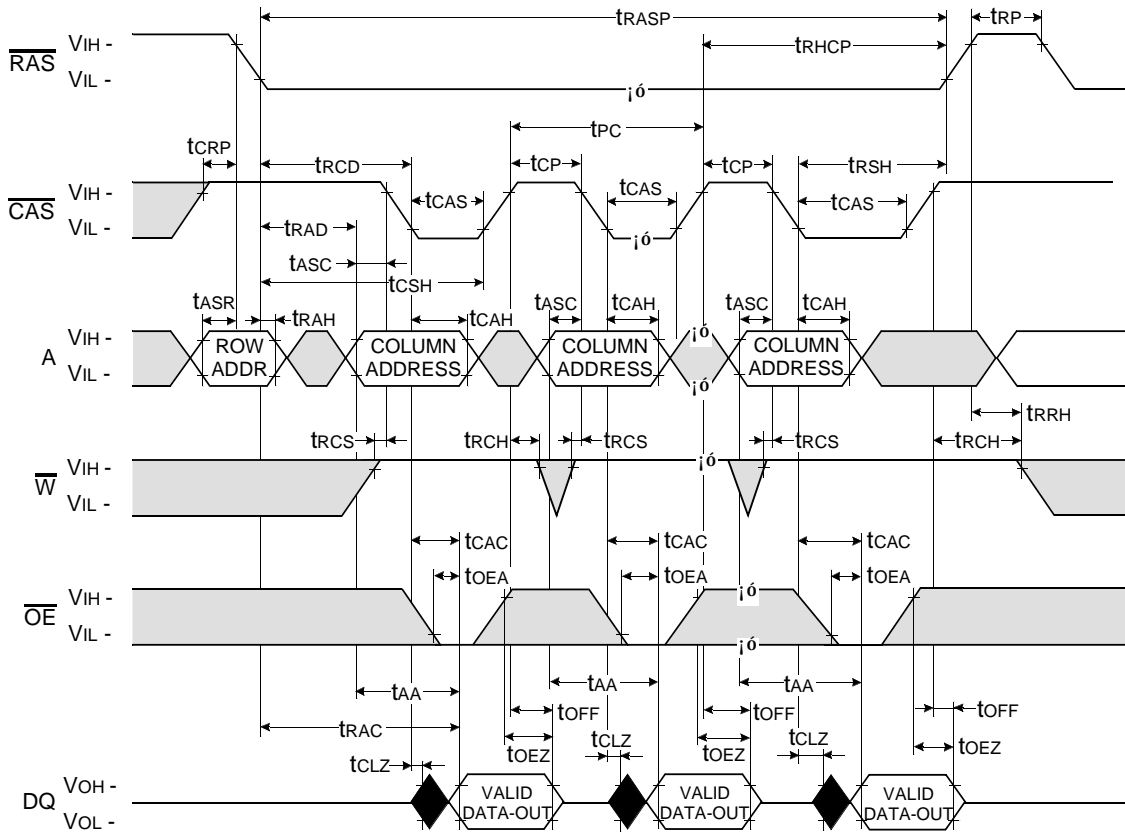 tRASP
tRP
RAS
VIH -
VIL -
tRHCP
¡ó
tPC
tCRP
tRCD
tCP
tCP
tRSH
CAS
VIH -
VIL -
tCAS
tCAS
tCAS
¡ó
tRAD
tASC
tCSH
tASR
tRAH
tCAH
tASC
tCAH
tASC
tCAH
A
VIH -
VIL -
ROW
ADDR
COLUMN
ADDRESS
COLUMN
ADDRESS
¡ó
¡ó
COLUMN
ADDRESS
tRRH
tRCS
tRCH
tRCS
tRCS
tRCH
W
VIH -
VIL -
¡ó
tCAC
tCAC
tCAC
tOEA
tOEA
tOEA
OE
VIH -
VIL -
¡ó
¡ó
tAA
tAA
tAA
tRAC
tOFF
tOFF
tOFF
tOEZ
tOEZ
tOEZ
tCLZ
tCLZ
tCLZ
DQ
VOH -
VOL -
VALID
DATA-OUT
VALID
DATA-OUT
VALID
DATA-OUT